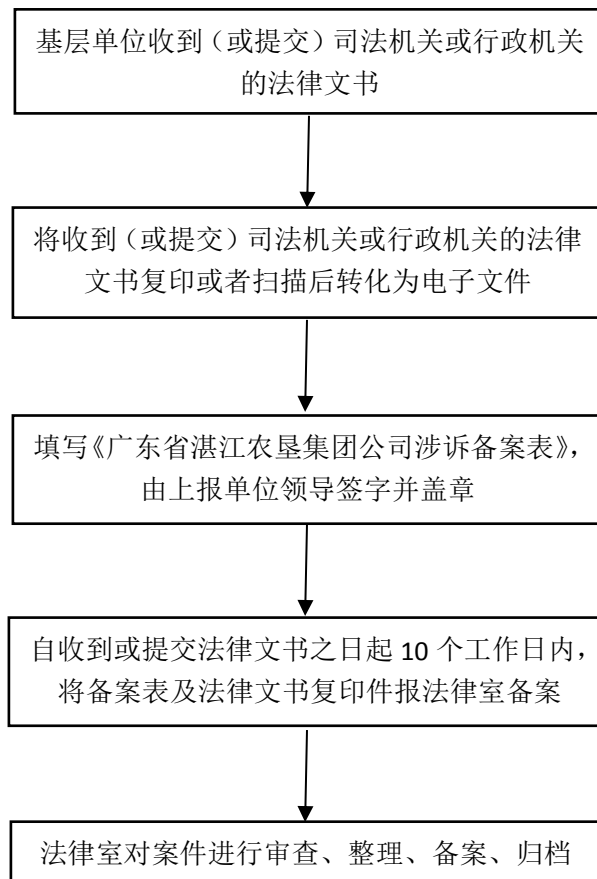 基层单位收到（或提交）司法机关或行政机关
的法律文书
将收到（或提交）司法机关或行政机关的法律
文书复印或者扫描后转化为电子文件
填写《广东省湛江农垦集团公司涉诉备案表》，
由上报单位领导签字并盖章
自收到或提交法律文书之日起 10 个工作日内，
将备案表及法律文书复印件报法律室备案
法律室对案件进行审查、整理、备案、归档